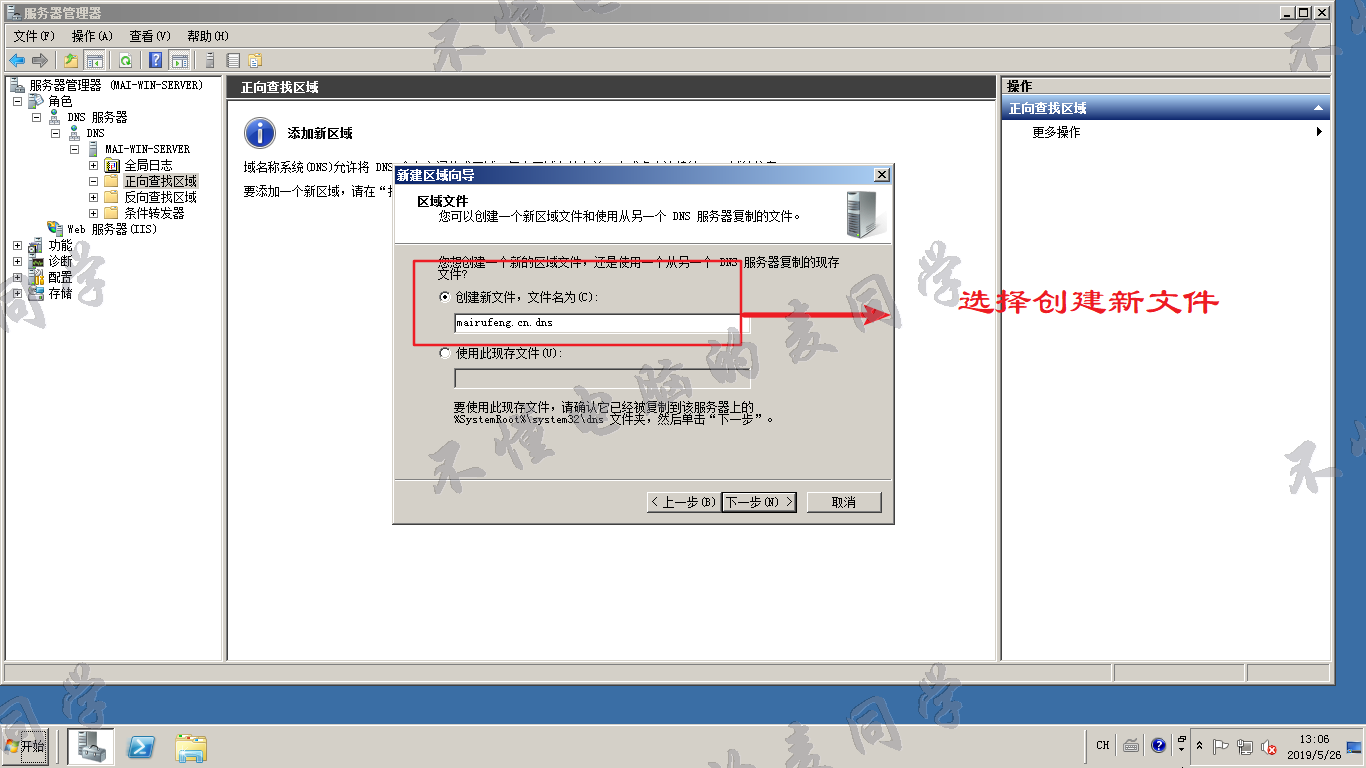 服务器管理器
文件(F) 操作(A) 查看(V) 帮助(H)
服务器管理器 (MAI-WIN-SERVER)
角色
DNS 服务器
DNS
MAI-WIN-SERVER
全局日志
正向查找区域
反向查找区域
条件转发器
Web 服务器(IIS)
功能
诊断
配置
存储
正向查找区域
添加新区域
域名称系统(DNS)允许将 DNS
要添加一个新区域，请在“
新建区域向导
区域文件
您可以创建一个新区域文件和使用从另一个 DNS 服务器复制的文件。
您想创建一个新的区域文件，还是使用一个从另一个 DNS 服务器复制的现存
文件?
创建新文件，文件名为(C):
mairufeng.cn.dns
使用此现存文件(U):
要使用此现存文件，请确认它已经被复制到该服务器上的
%SystemRoot%\system32\dns 文件夹，然后单击“下一步”。
< 上一步(B) 下一步(N) > 取消
操作
正向查找区域
更多操作
选择创建新文件
不懂电脑的麦同学
开始
CH
13:06
2019/5/26